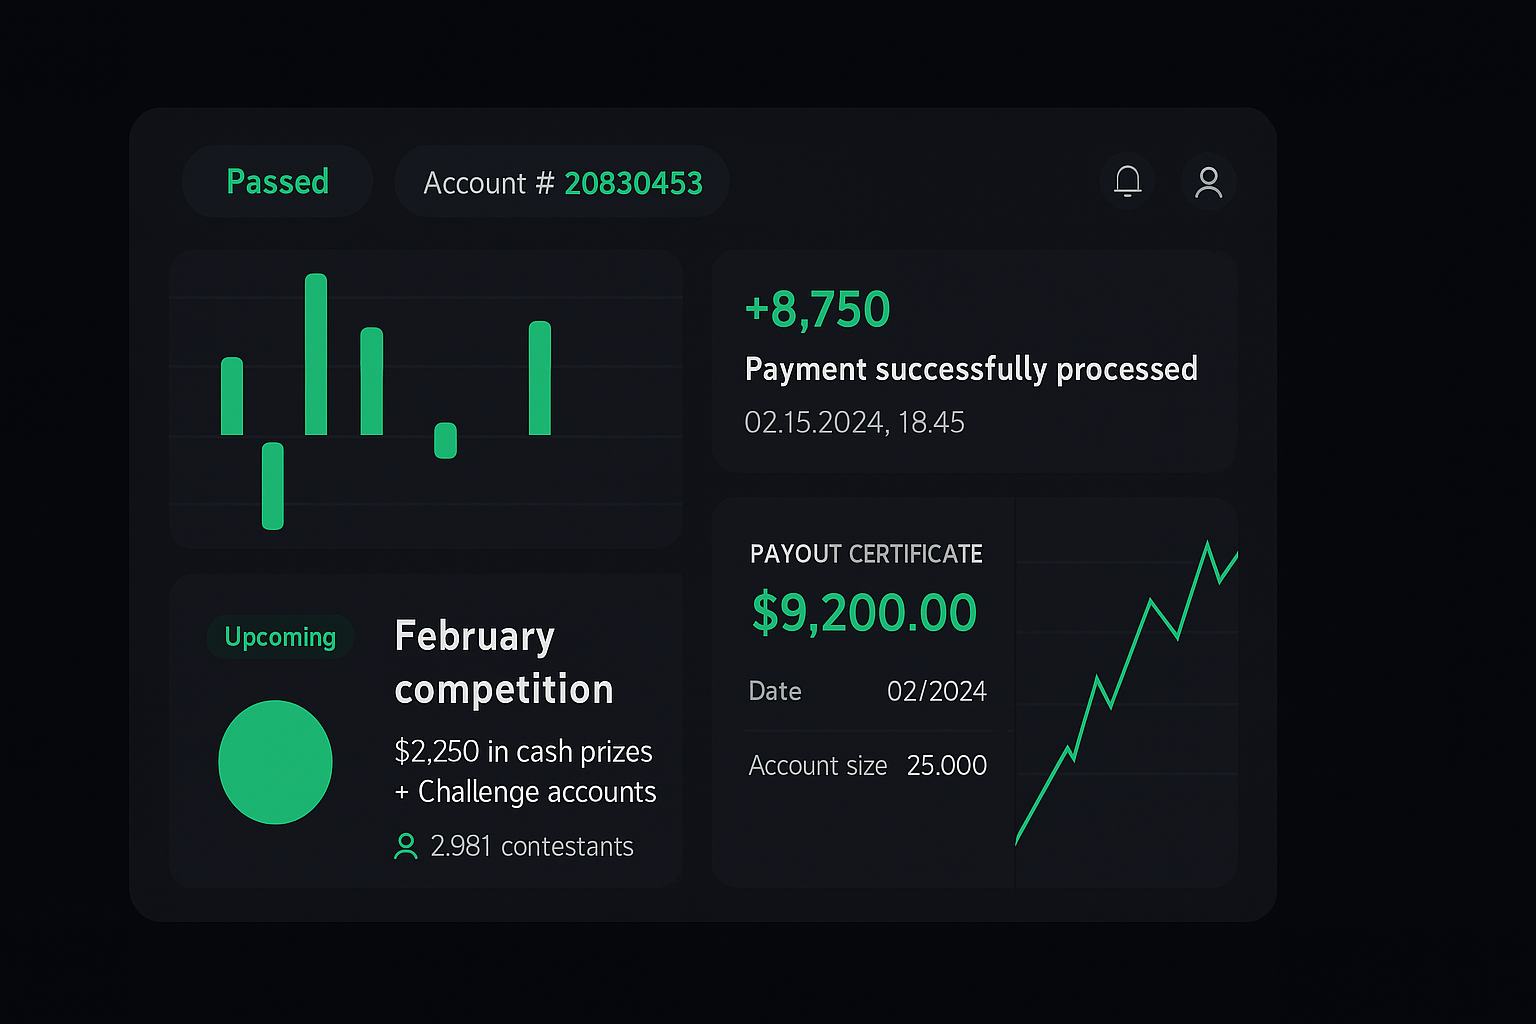 Passed
Account # 20830453
+8,750
Payment successfully processed
02.15.2024, 18.45
PAYOUT CERTIFICATE
$9,200.00
Date 02/2024
Account size 25.000
Upcoming
February
competition
$2,250 in cash prizes
+ Challenge accounts
2.981 contestants